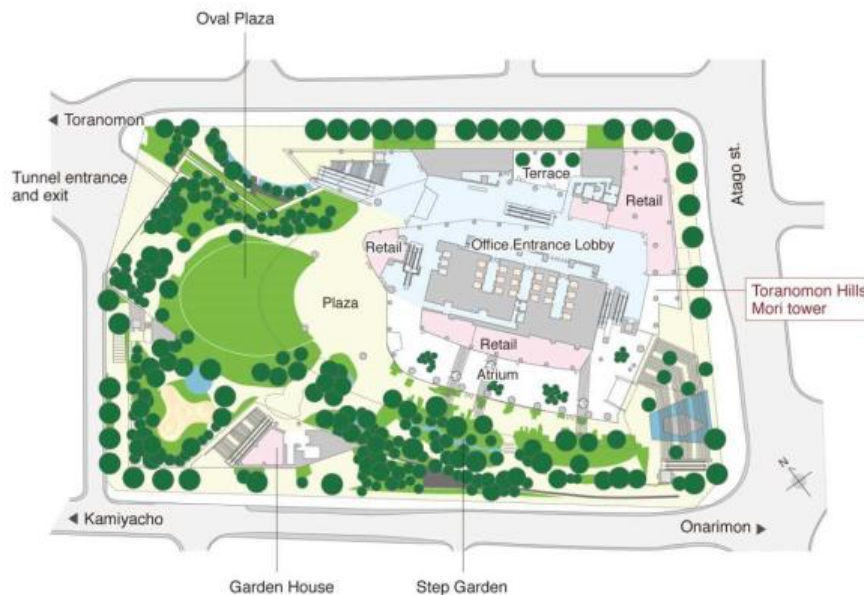 Oval Plaza
Toranomon
Tunnel entrance
and exit
Terrace
Retail
Atago st.
Retail
Office Entrance Lobby
Plaza
Toranomon Hills
Mori tower
Retail
Atrium
N
Kamiyacho
Onarimon
Garden House
Step Garden